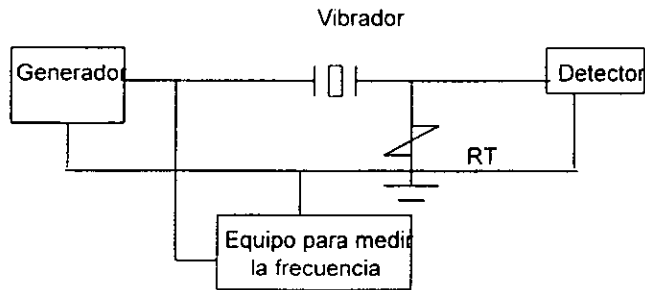 Vibrador
Generador
Detector
RT
Equipo para medir
la frecuencia